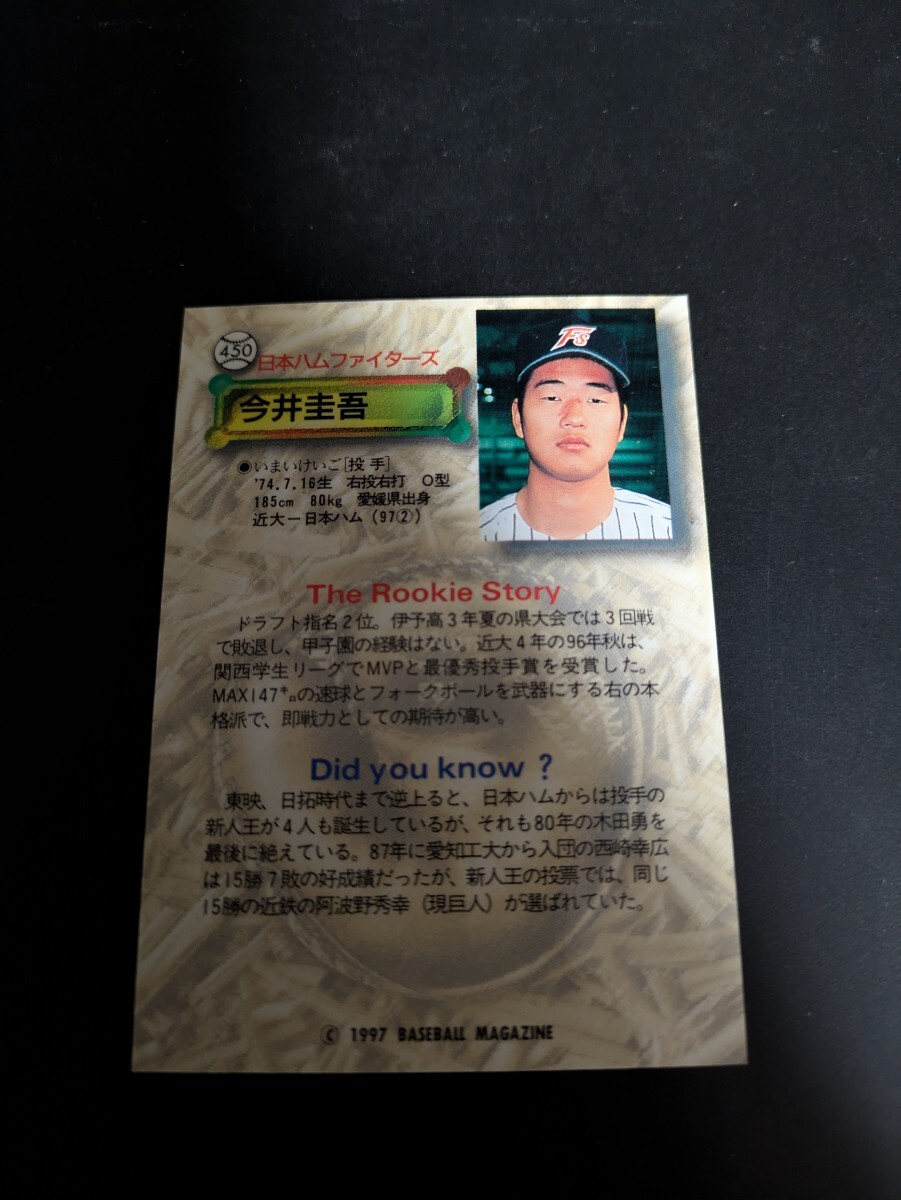 450
日本ハムファイターズ
今井圭吾
●いまいけいご[投手]
'74.7.16生 右投右打 O型
185cm 80kg 愛媛県出身
近大－日本ハム（97②）
Fs
The Rookie Story
ドラフト指名2位。伊予高3年夏の県大会では3回戦
で敗退し、甲子園の経験はない。近大4年の96年秋は、
関西学生リーグでMVPと最優秀投手賞を受賞した。
MAX147㌔の速球とフォークボールを武器にする右の本
格派で、即戦力としての期待が高い。
Did you know ?
東映、日拓時代まで逆上ると、日本ハムからは投手の
新人王が4人も誕生しているが、それも80年の木田勇を
最後に絶えている。87年に愛知工大から入団の西崎幸広
は15勝7敗の好成績だったが、新人王の投票では、同じ
15勝の近鉄の阿波野秀幸（現巨人）が選ばれていた。
© 1997 BASEBALL MAGAZINE